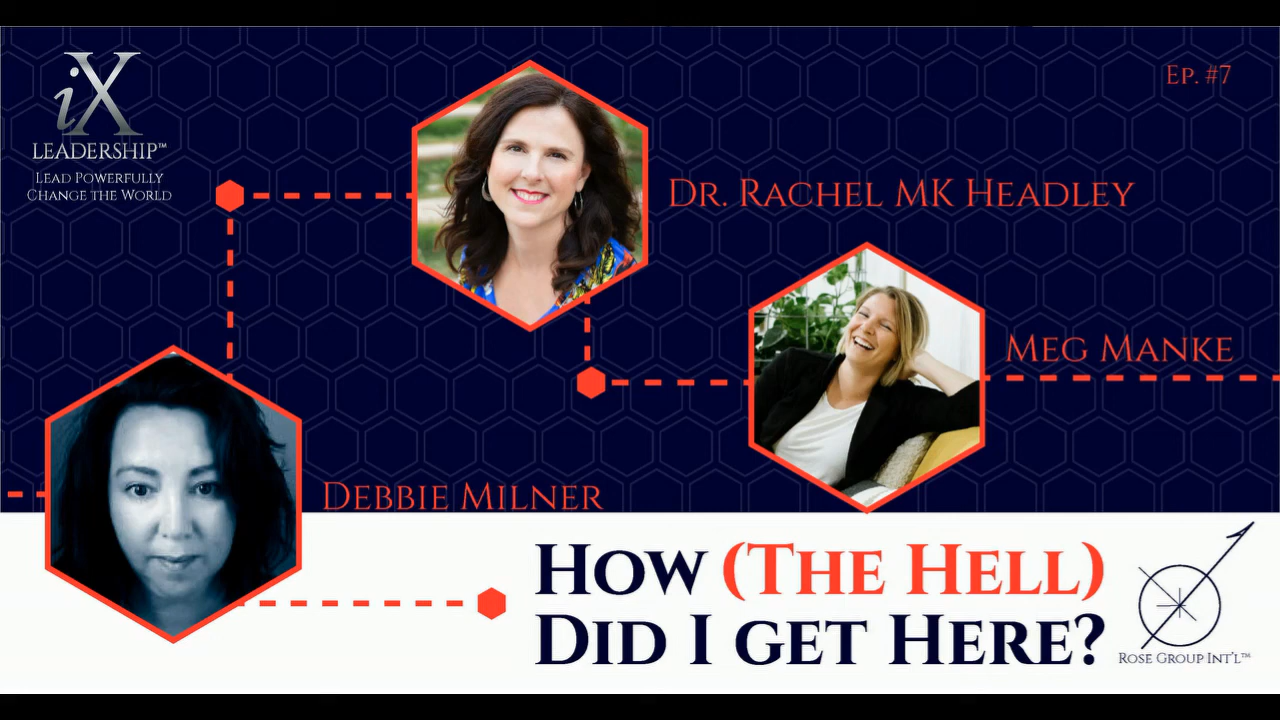 iX
LEADERSHIP™
LEAD POWERFULLY
CHANGE THE WORLD
EP. #7
DR. RACHEL MK HEADLEY
MEG MANKE
DEBBIE MILNER
HOW (THE HELL)
DID I GET HERE?
ROSE GROUP INT'L™